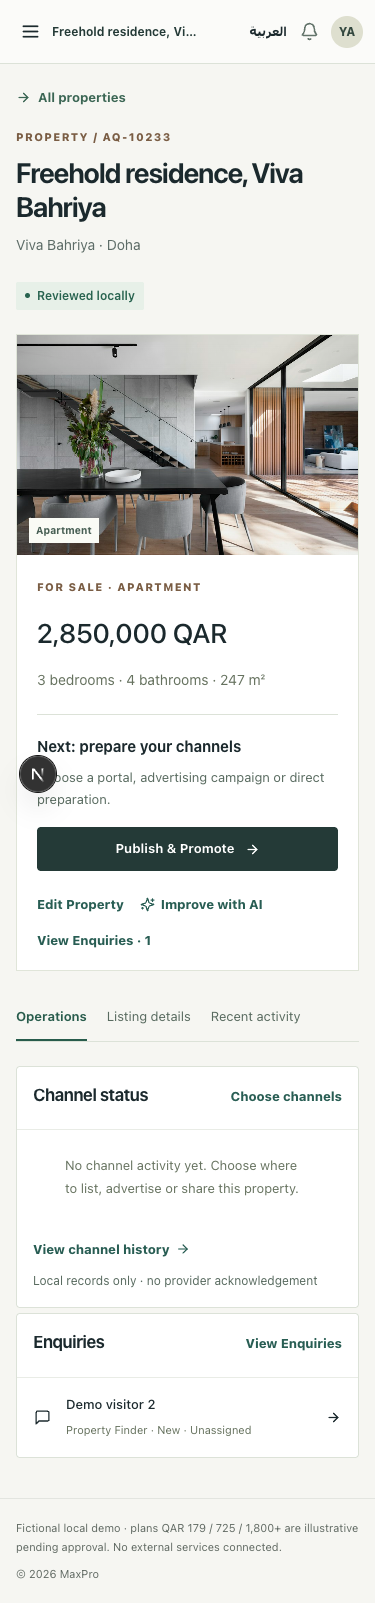 Freehold residence, Vi...
العربية
YA
All properties
PROPERTY / AQ-10233
Freehold residence, Viva
Bahriya
Viva Bahriya · Doha
Reviewed locally
Apartment
FOR SALE · APARTMENT
2,850,000 QAR
3 bedrooms · 4 bathrooms · 247 m²
Next: prepare your channels
oose a portal, advertising campaign or direct
preparation.
N
Publish & Promote
Edit Property
Improve with AI
View Enquiries · 1
Operations
Listing details
Recent activity
Channel status
Choose channels
No channel activity yet. Choose where
to list, advertise or share this property.
View channel history
Local records only · no provider acknowledgement
Enquiries
View Enquiries
Demo visitor 2
Property Finder · New · Unassigned
Fictional local demo · plans QAR 179 / 725 / 1,800+ are illustrative
pending approval. No external services connected.
© 2026 MaxPro